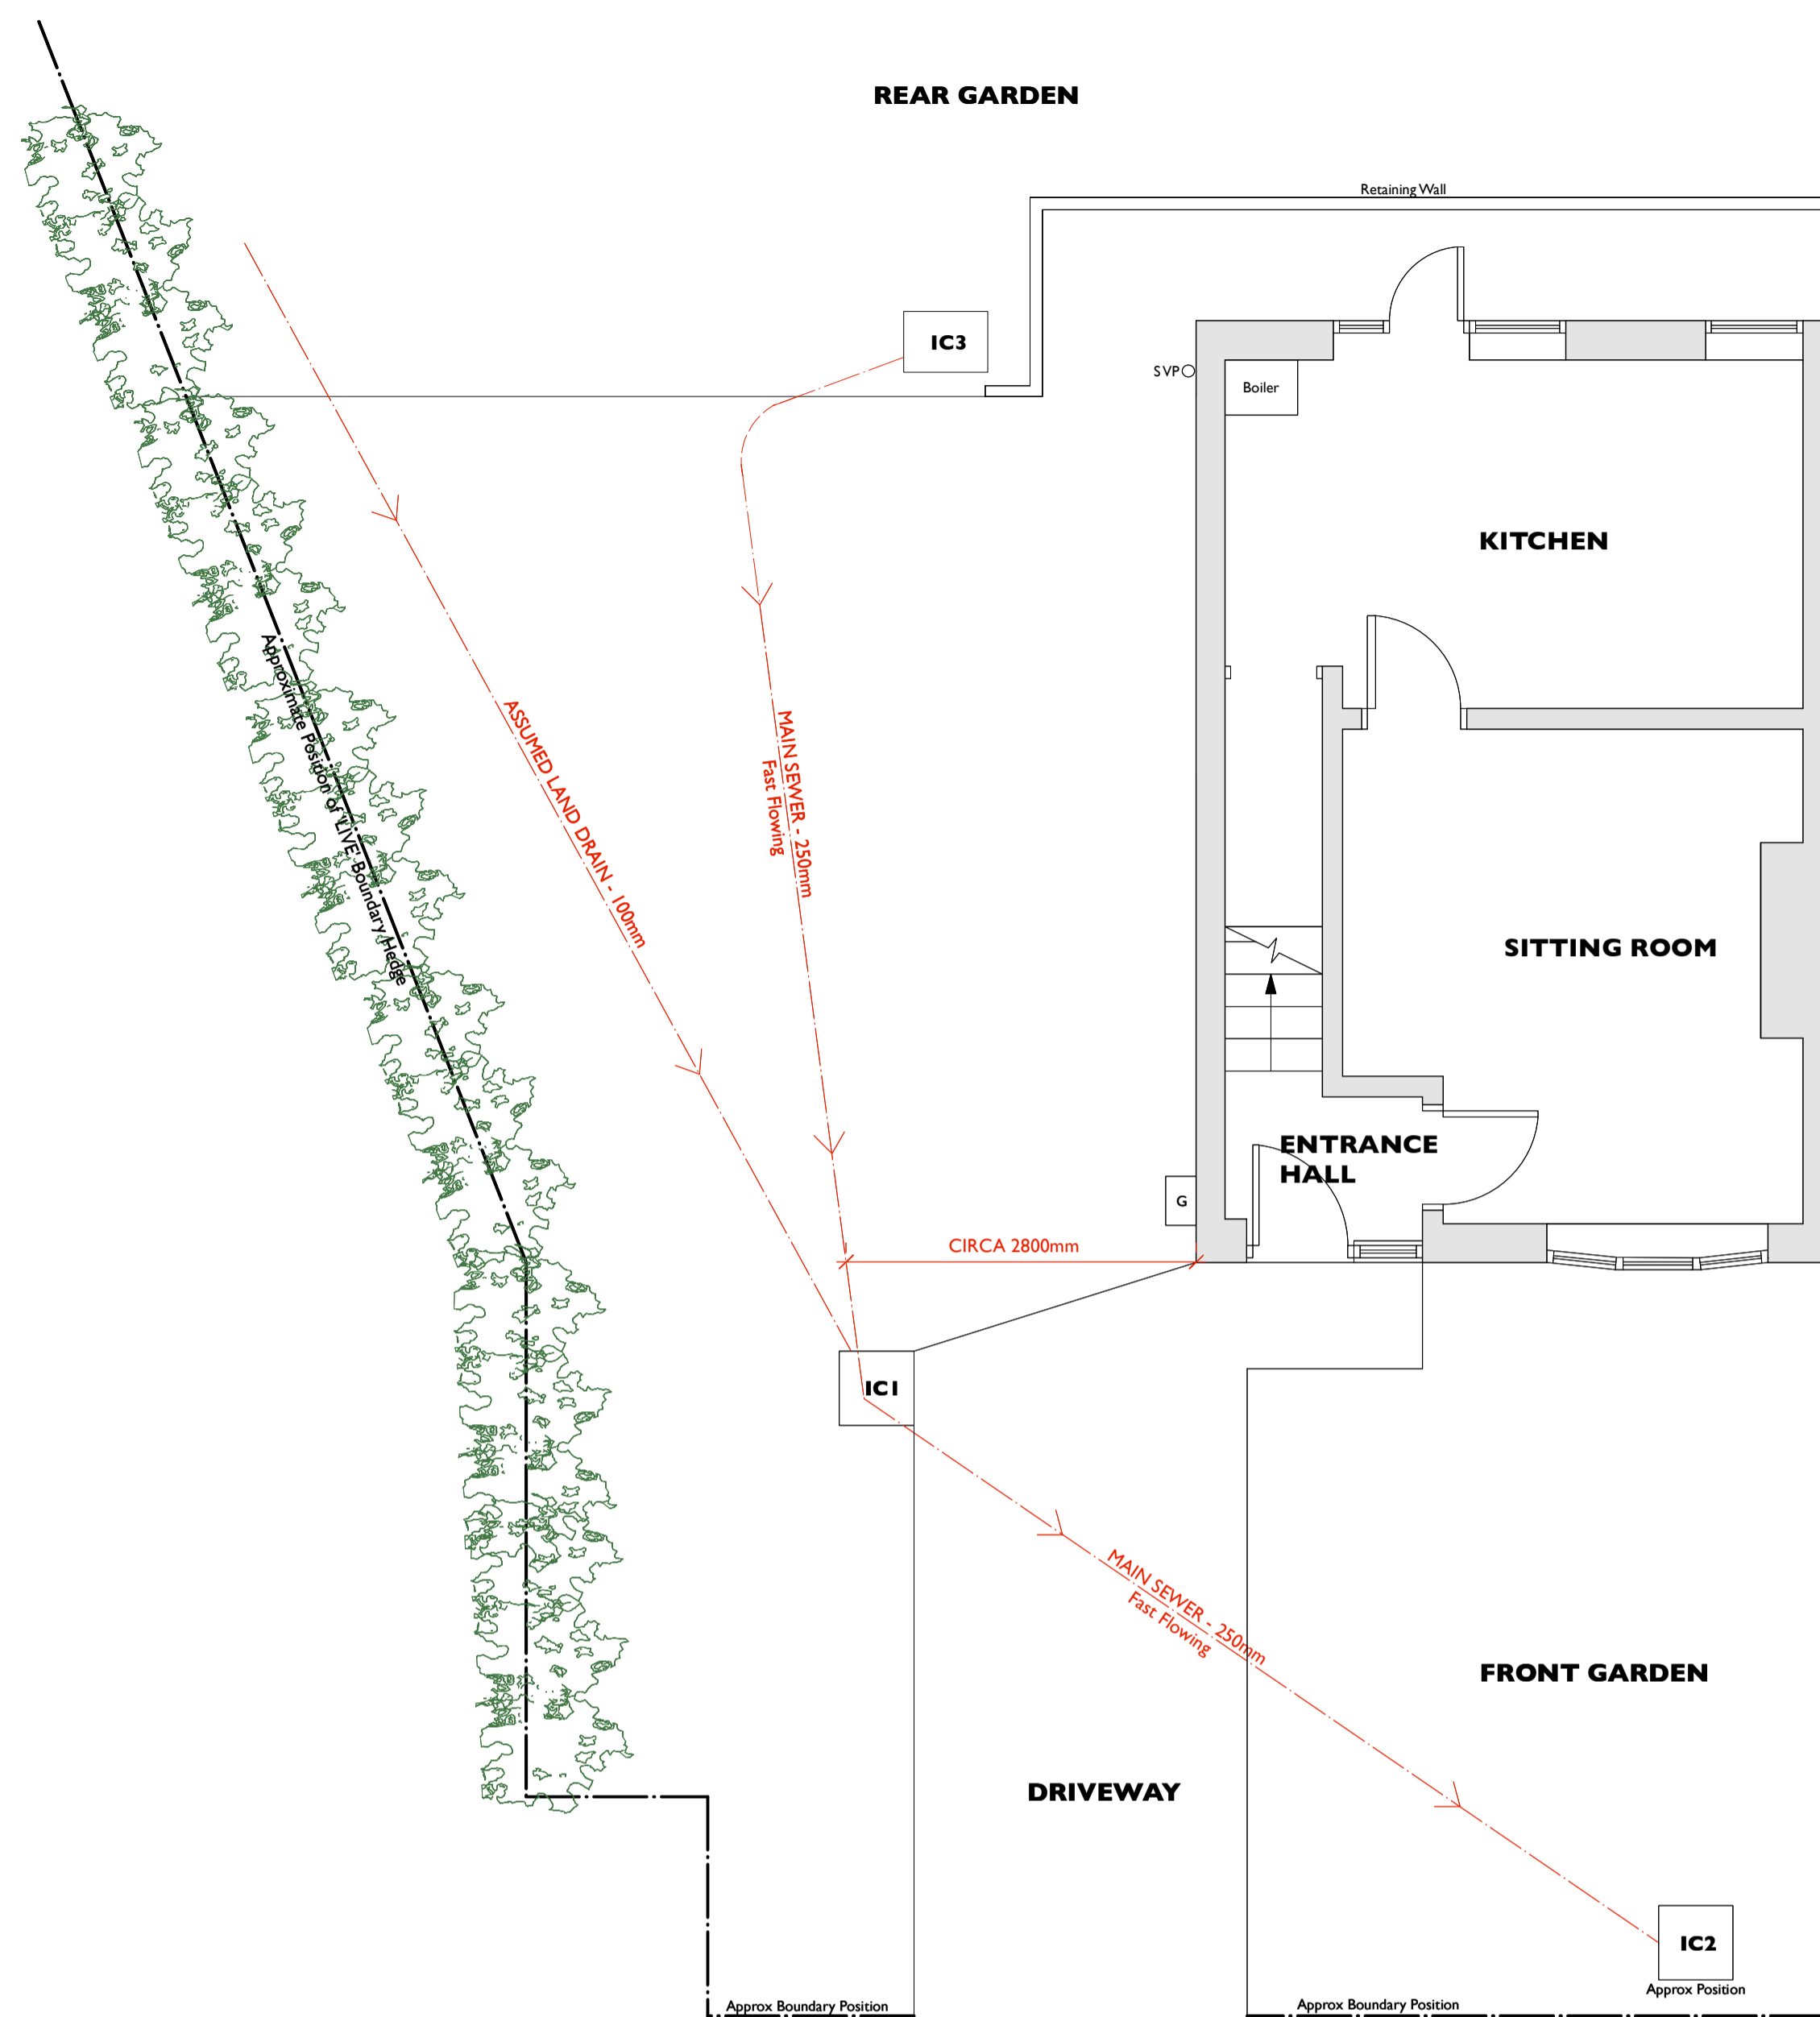 REAR GARDEN
Retaining Wall
IC3
SVP
Boiler
KITCHEN
Approximate Position of 'LIVE' Boundary Hedge
ASSUMED LAND DRAIN - 100mm
MAIN SEWER - 250mm
Fast Flowing
SITTING ROOM
ENTRANCE
HALL
G
CIRCA 2800mm
IC1
MAIN SEWER - 250mm
Fast Flowing
FRONT GARDEN
DRIVEWAY
IC2
Approx Position
Approx Boundary Position
Approx Boundary Position